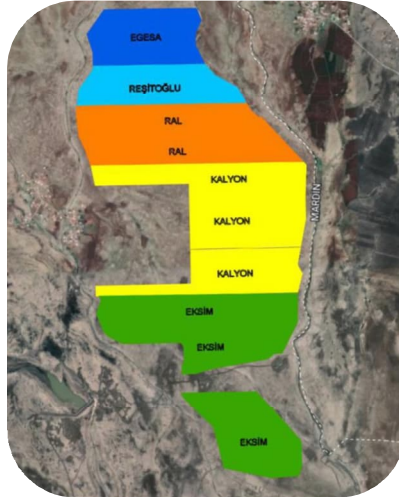 EGESA
REŞİTOĞLU
RAL
RAL
KALYON
KALYON
MARDİN
KALYON
EKSİM
EKSİM
EKSİM